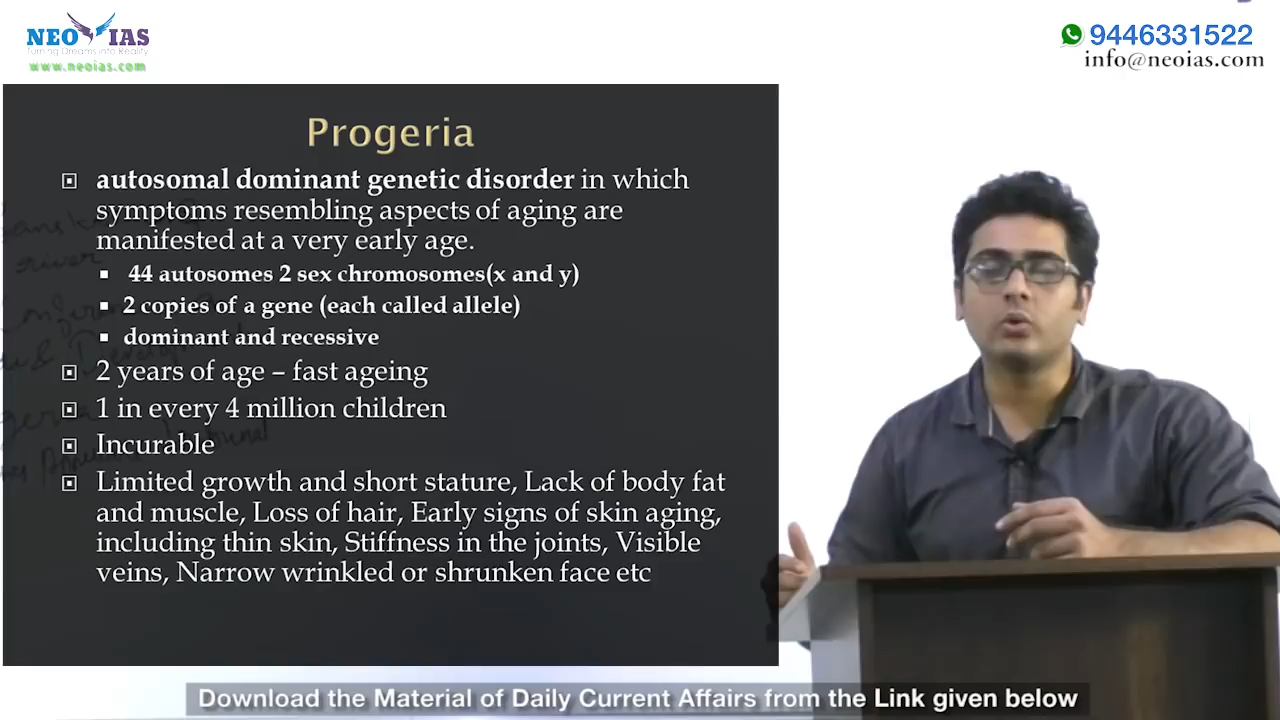 NEO IAS
Turning Dreams into Reality
www.neoias.com
9446331522
info@neoias.com
Progeria
autosomal dominant genetic disorder in which
symptoms resembling aspects of aging are
manifested at a very early age.
44 autosomes 2 sex chromosomes(x and y)
2 copies of a gene (each called allele)
dominant and recessive
2 years of age – fast ageing
1 in every 4 million children
Incurable
Limited growth and short stature, Lack of body fat
and muscle, Loss of hair, Early signs of skin aging,
including thin skin, Stiffness in the joints, Visible
veins, Narrow wrinkled or shrunken face etc
Download the Material of Daily Current Affairs from the Link given below